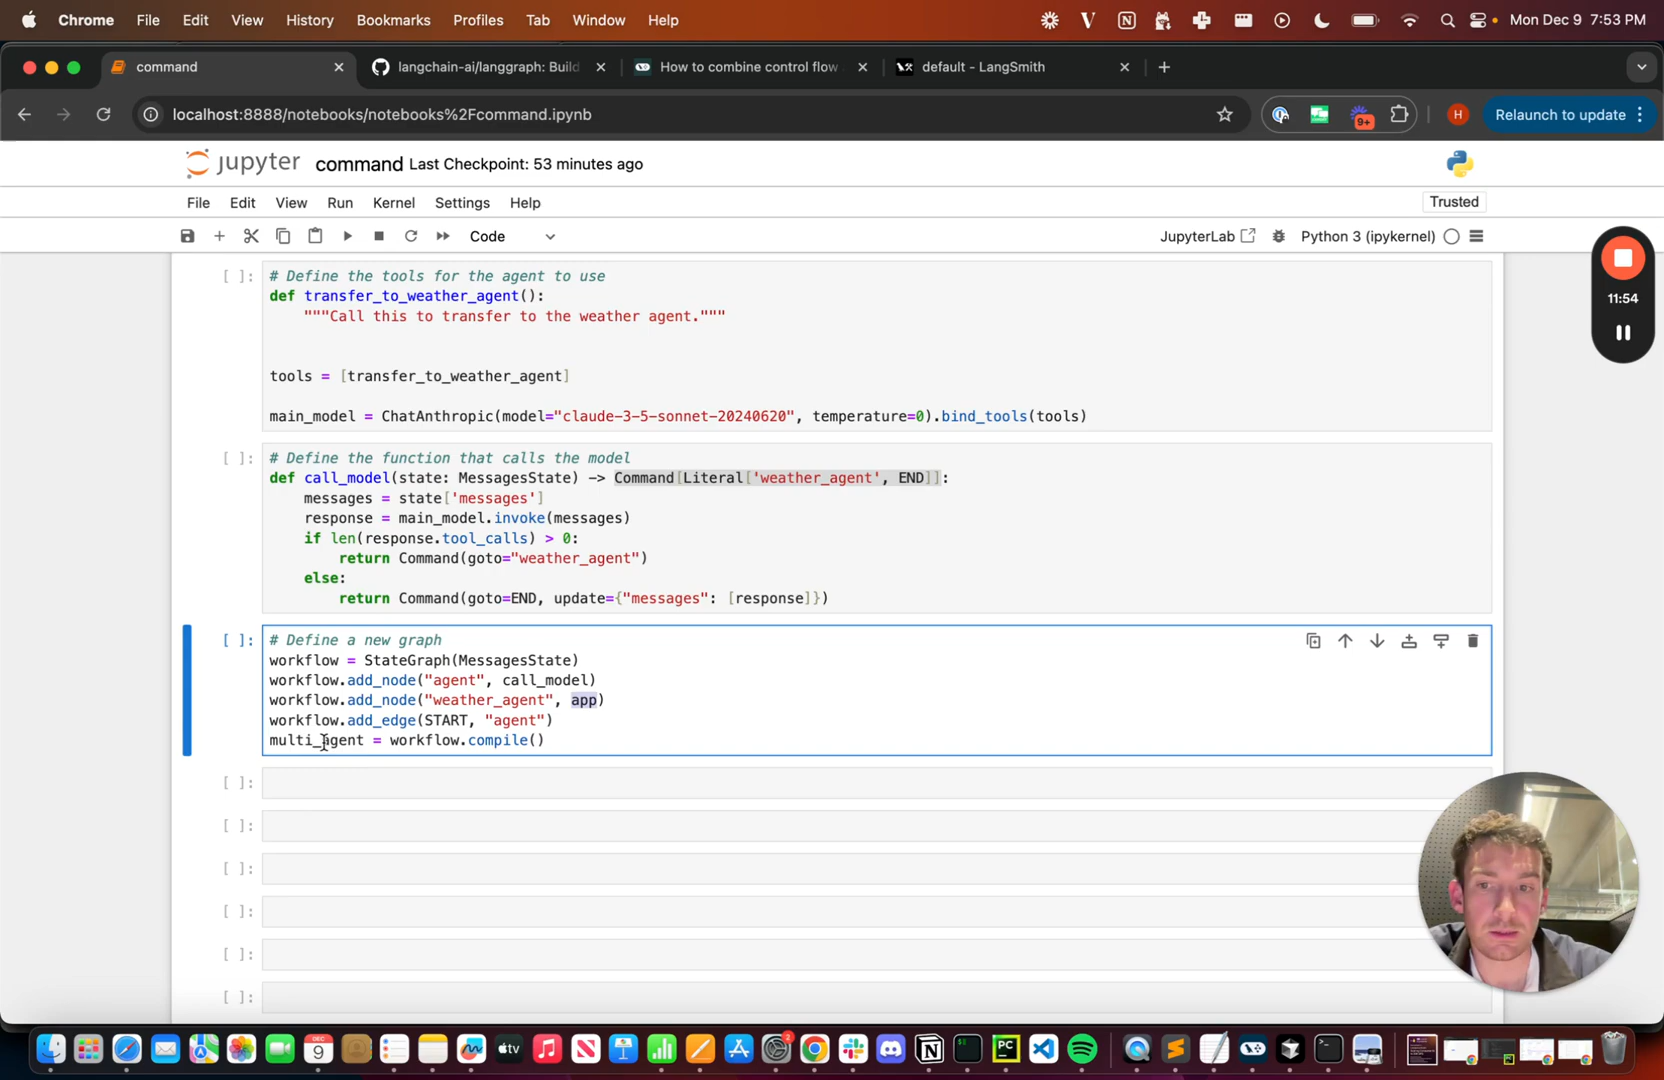 Chrome File Edit View History Bookmarks Profiles Tab Window Help Mon Dec 9 7:53 PM
command langchain-ai/langgraph: Build How to combine control flow default - LangSmith
localhost:8888/notebooks/notebooks%2Fcommand.ipynb 9+ H Relaunch to update
jupyter command Last Checkpoint: 53 minutes ago
File Edit View Run Kernel Settings Help Trusted
Code JupyterLab Python 3 (ipykernel)
11:54
[ ]: # Define the tools for the agent to use
def transfer_to_weather_agent():
"""Call this to transfer to the weather agent."""
tools = [transfer_to_weather_agent]
main_model = ChatAnthropic(model="claude-3-5-sonnet-20240620", temperature=0).bind_tools(tools)
[ ]: # Define the function that calls the model
def call_model(state: MessagesState) -> Command[Literal['weather_agent', END]]:
messages = state['messages']
response = main_model.invoke(messages)
if len(response.tool_calls) > 0:
return Command(goto="weather_agent")
else:
return Command(goto=END, update={"messages": [response]})
[ ]: # Define a new graph
workflow = StateGraph(MessagesState)
workflow.add_node("agent", call_model)
workflow.add_node("weather_agent", app)
workflow.add_edge(START, "agent")
multi_agent = workflow.compile()
[ ]:
[ ]:
[ ]:
[ ]:
[ ]:
[ ]:
DEC 9 tv 2 PC